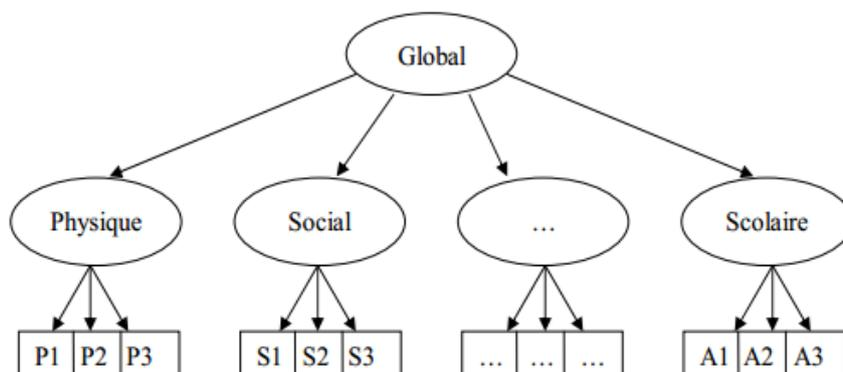 Global
Physique Social ... Scolaire
P1 P2 P3 S1 S2 S3 ... ... ... A1 A2 A3